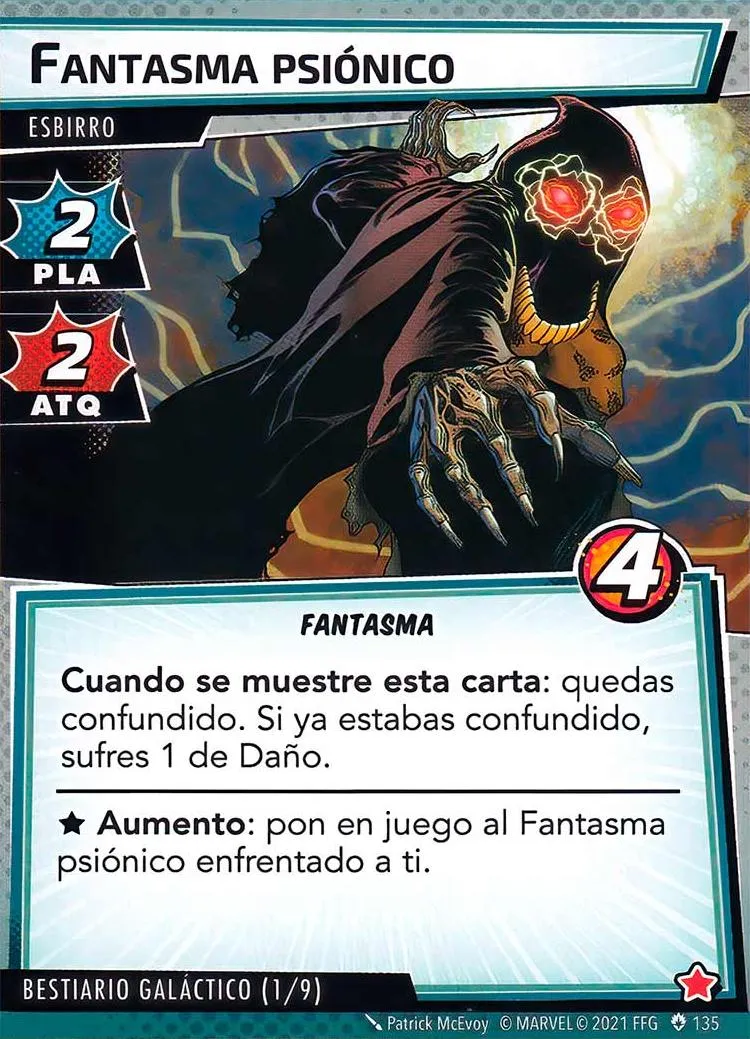 FANTASMA PSIÓNICO
ESBIRRO
2
PLA
2
ATQ
4
FANTASMA
Cuando se muestre esta carta: quedas
confundido. Si ya estabas confundido,
sufres 1 de Daño.
★ Aumento: pon en juego al Fantasma
psiónico enfrentado a ti.
BESTIARIO GALÁCTICO (1/9)
Patrick McEvoy © MARVEL © 2021 FFG 135